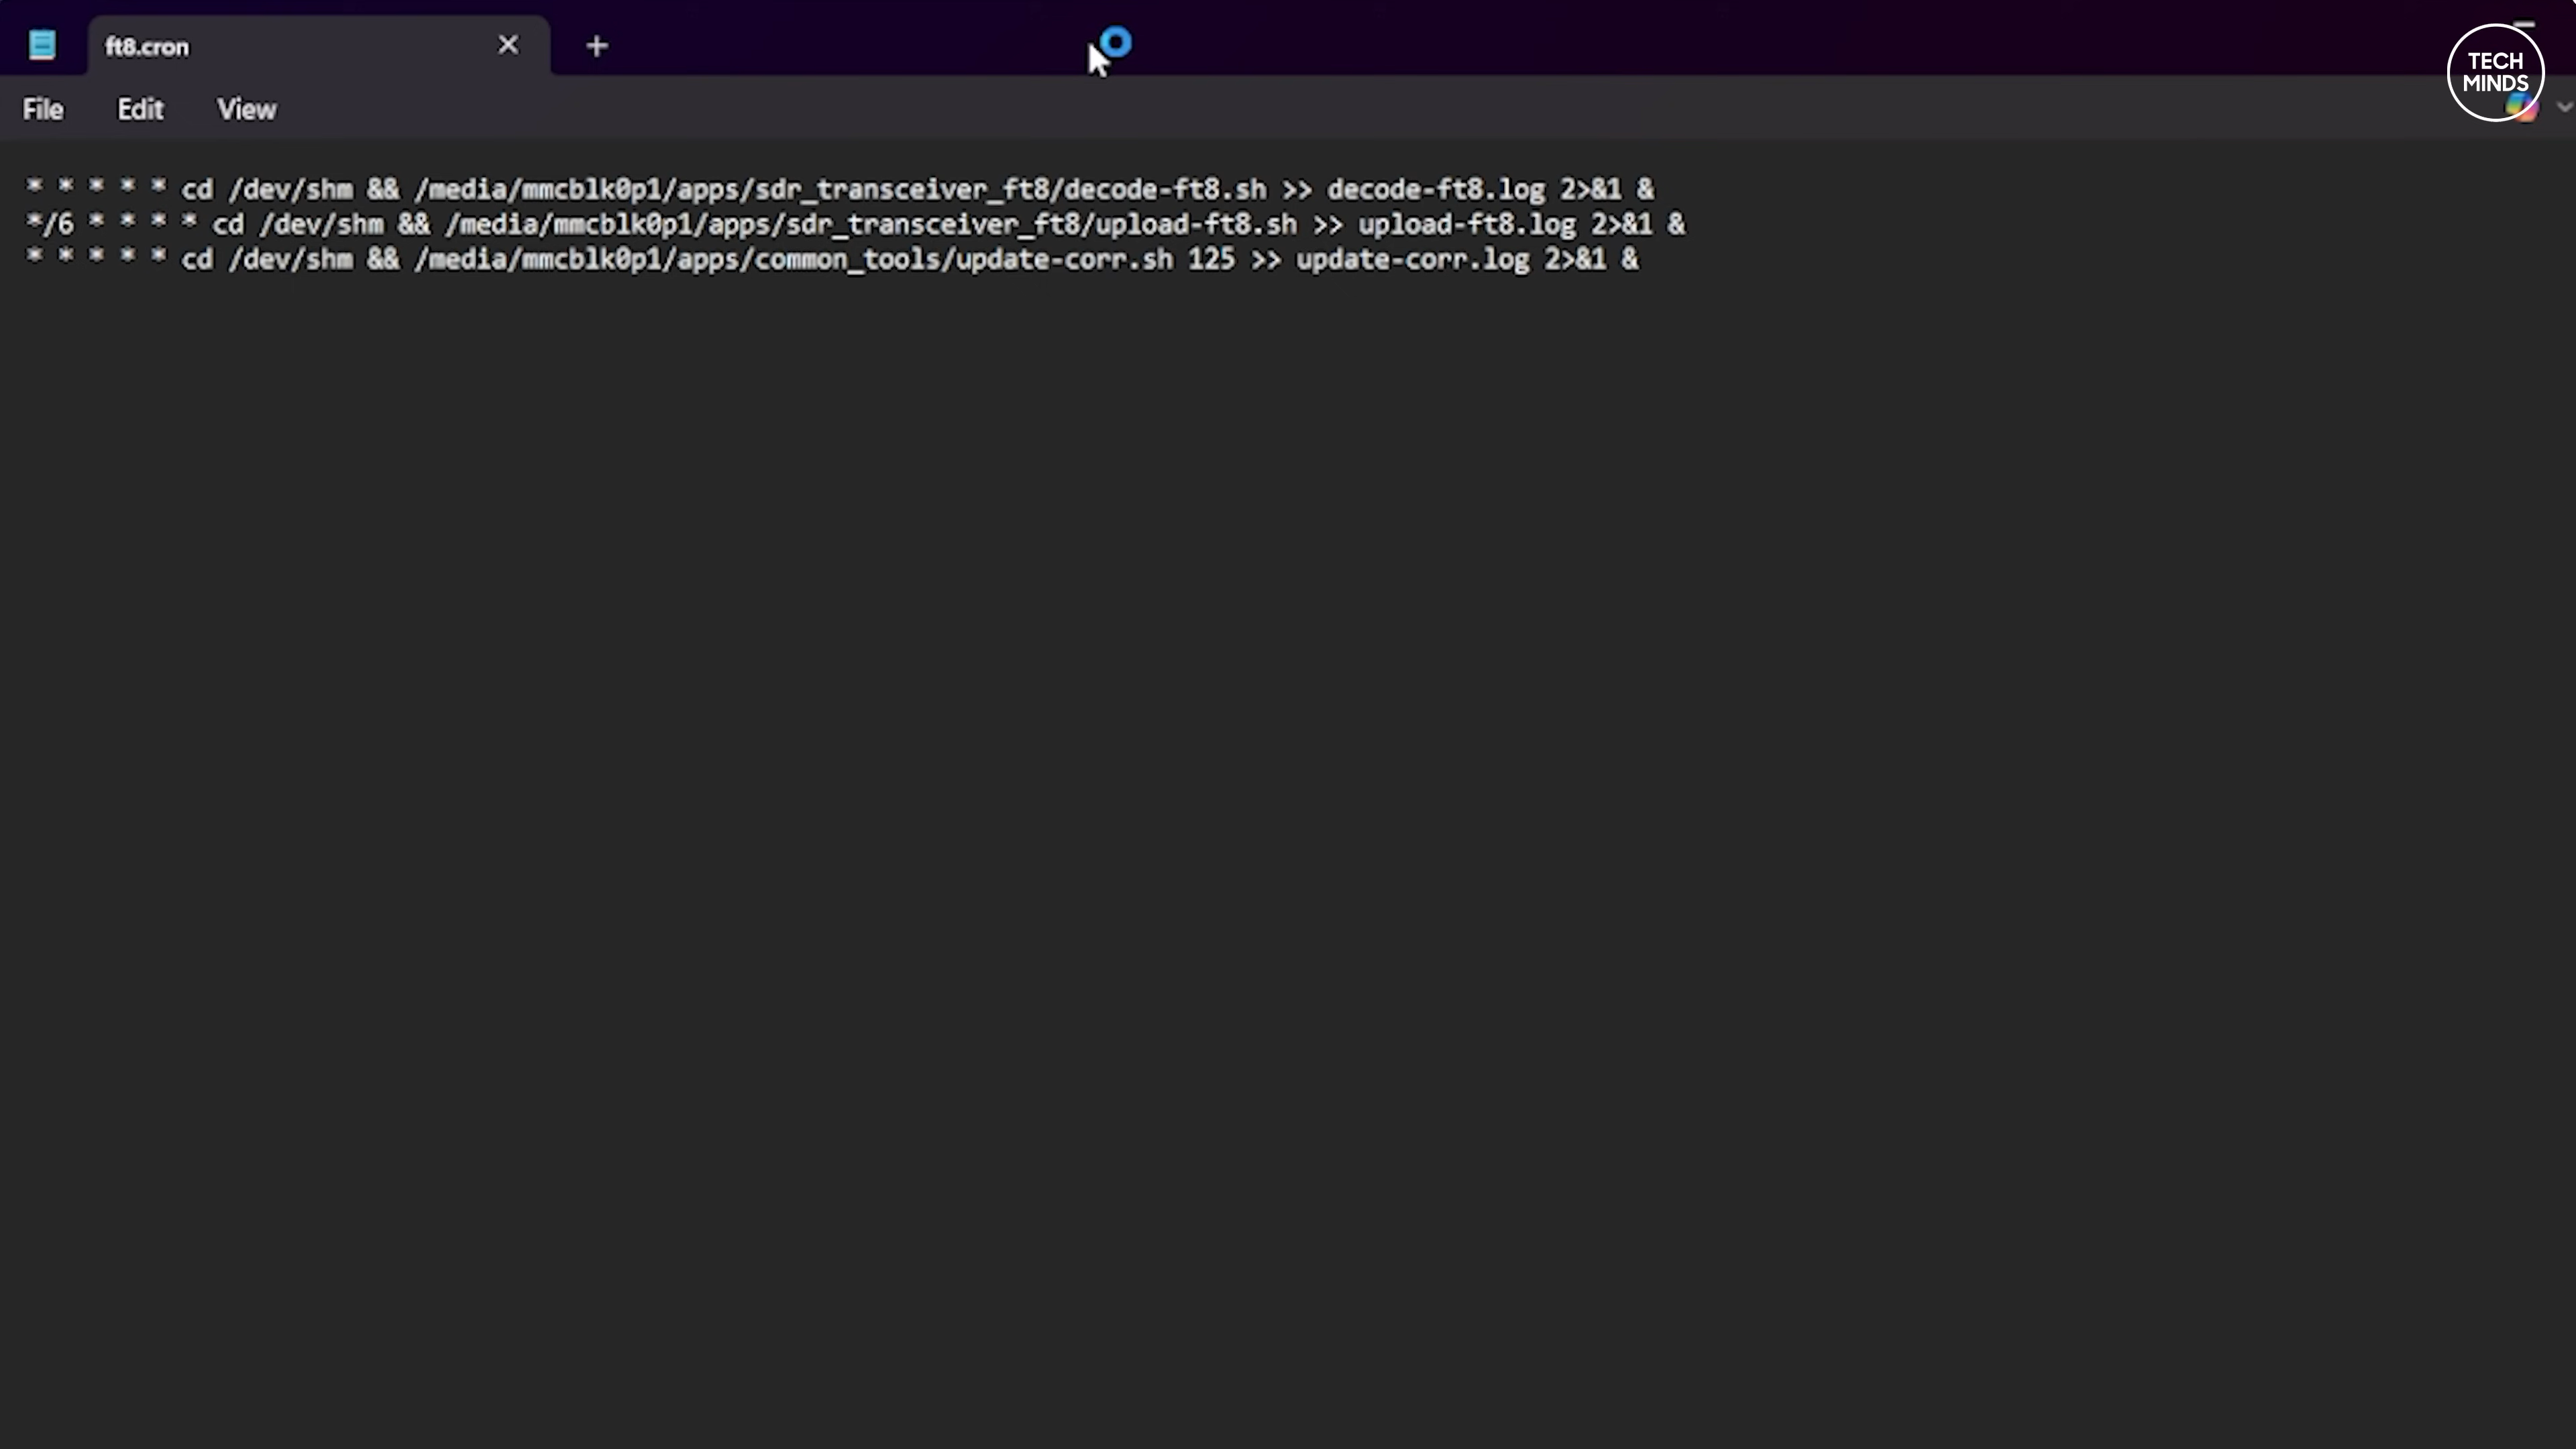 ft8.cron
TECH
MINDS
File Edit View
* * * * * cd /dev/shm && /media/mmcblk0p1/apps/sdr_transceiver_ft8/decode-ft8.sh >> decode-ft8.log 2>&1 &
*/6 * * * * cd /dev/shm && /media/mmcblk0p1/apps/sdr_transceiver_ft8/upload-ft8.sh >> upload-ft8.log 2>&1 &
* * * * * cd /dev/shm && /media/mmcblk0p1/apps/common_tools/update-corr.sh 125 >> update-corr.log 2>&1 &